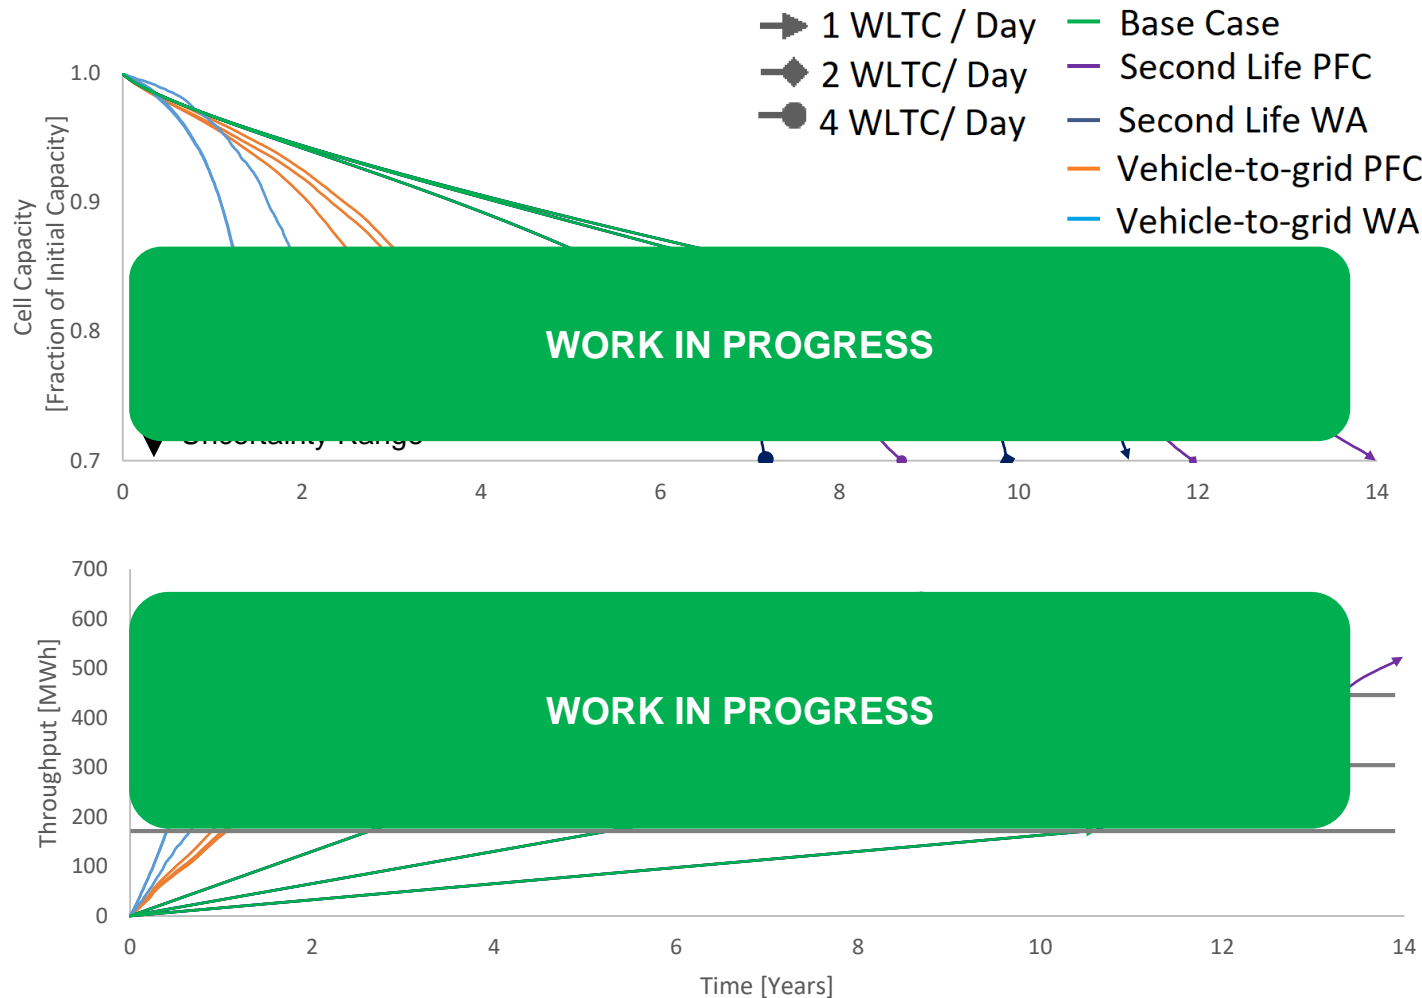 1 WLTC / Day
2 WLTC/ Day
4 WLTC/ Day
Base Case
Second Life PFC
Second Life WA
Vehicle-to-grid PFC
Vehicle-to-grid WA
Cell Capacity
[Fraction of Initial Capacity]
1.0
0.9
0.8
0.7
WORK IN PROGRESS
Uncertainty Range
0 2 4 6 8 10 12 14
Throughput [MWh]
700
600
500
400
300
200
100
0
WORK IN PROGRESS
0 2 4 6 8 10 12 14
Time [Years]